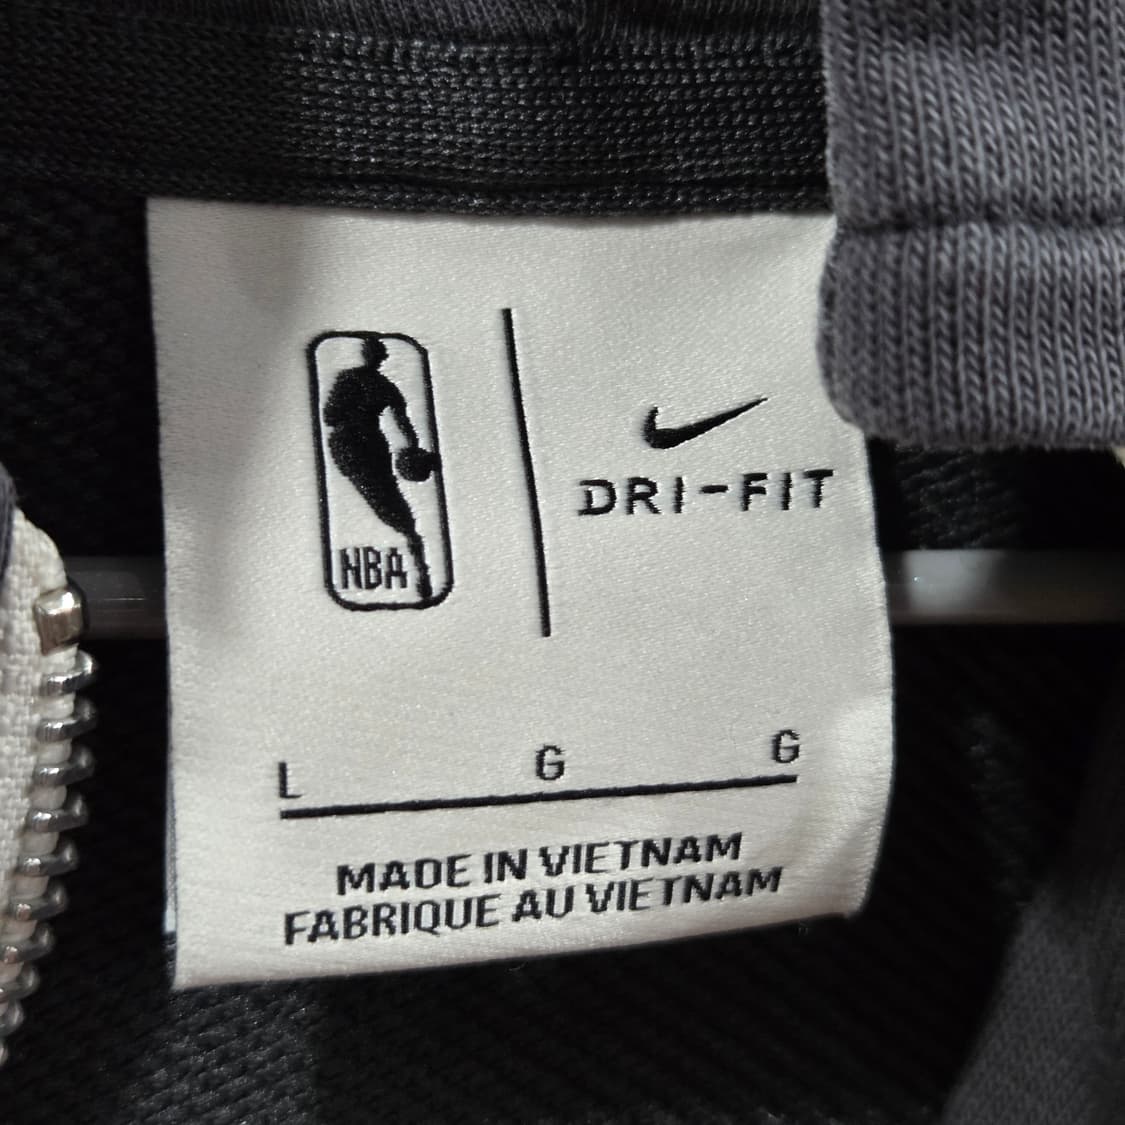 NBA
DRI-FIT
L G G
MADE IN VIETNAM
FABRIQUE AU VIETNAM